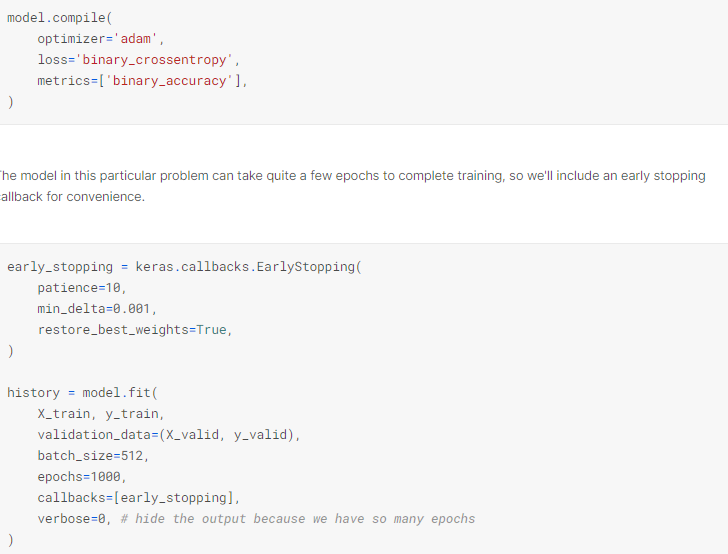 model.compile(
    optimizer='adam',
    loss='binary_crossentropy',
    metrics=['binary_accuracy'],
)
he model in this particular problem can take quite a few epochs to complete training, so we'll include an early stopping
allback for convenience.
early_stopping = keras.callbacks.EarlyStopping(
    patience=10,
    min_delta=0.001,
    restore_best_weights=True,
)
history = model.fit(
    X_train, y_train,
    validation_data=(X_valid, y_valid),
    batch_size=512,
    epochs=1000,
    callbacks=[early_stopping],
    verbose=0, # hide the output because we have so many epochs
)